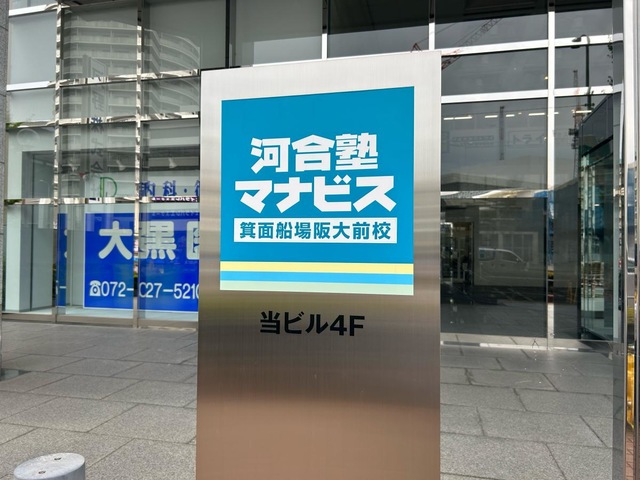 河合塾
マナビス
箕面船場阪大前校
当ビル4F
大黒
☎072-
27-521